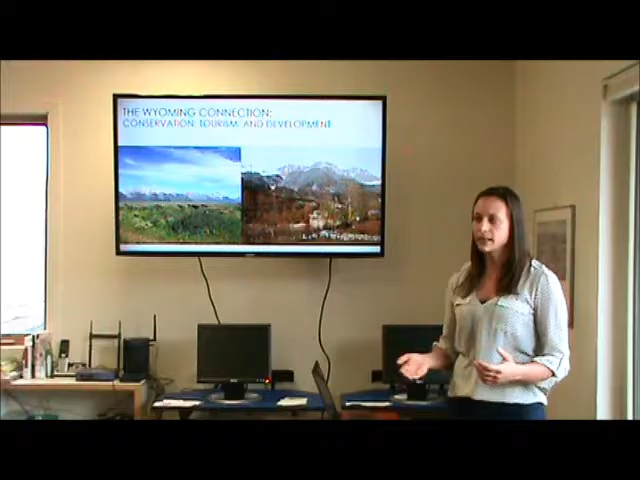 THE WYOMING CONNECTION:
CONSERVATION, TOURISM, AND DEVELOPMENT